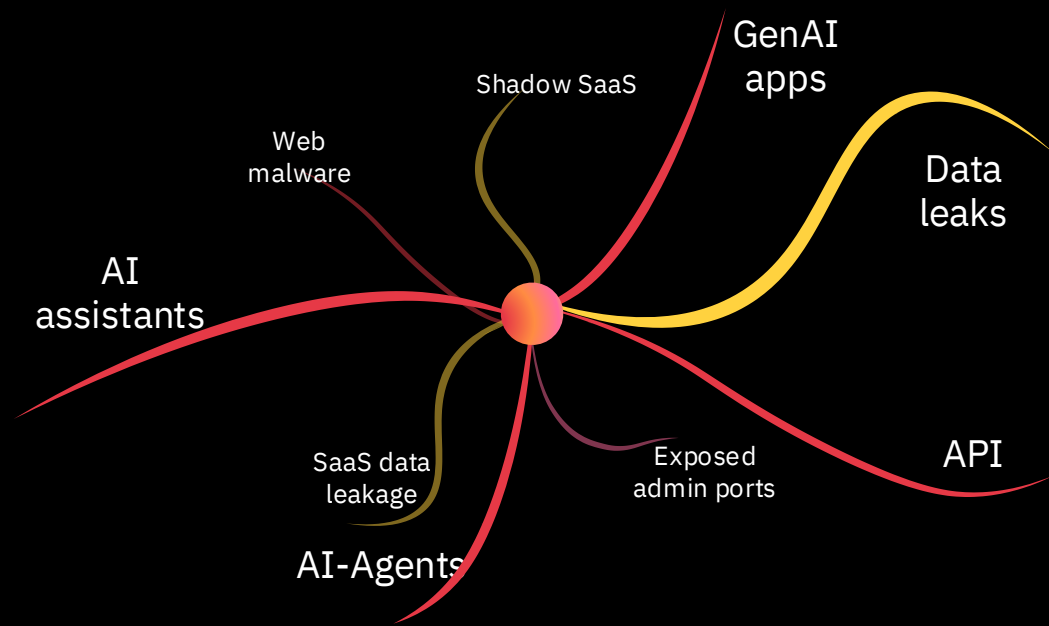 GenAI
apps
Shadow SaaS
Web
malware
Data
leaks
AI
assistants
SaaS data
leakage
Exposed
admin ports
API
AI-Agents